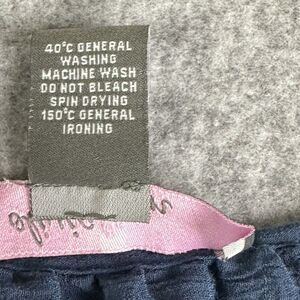 40°C GENERAL
WASHING
MACHINE WASH
DO NOT BLEACH
SPIN DRYING
150°C GENERAL
IRONING